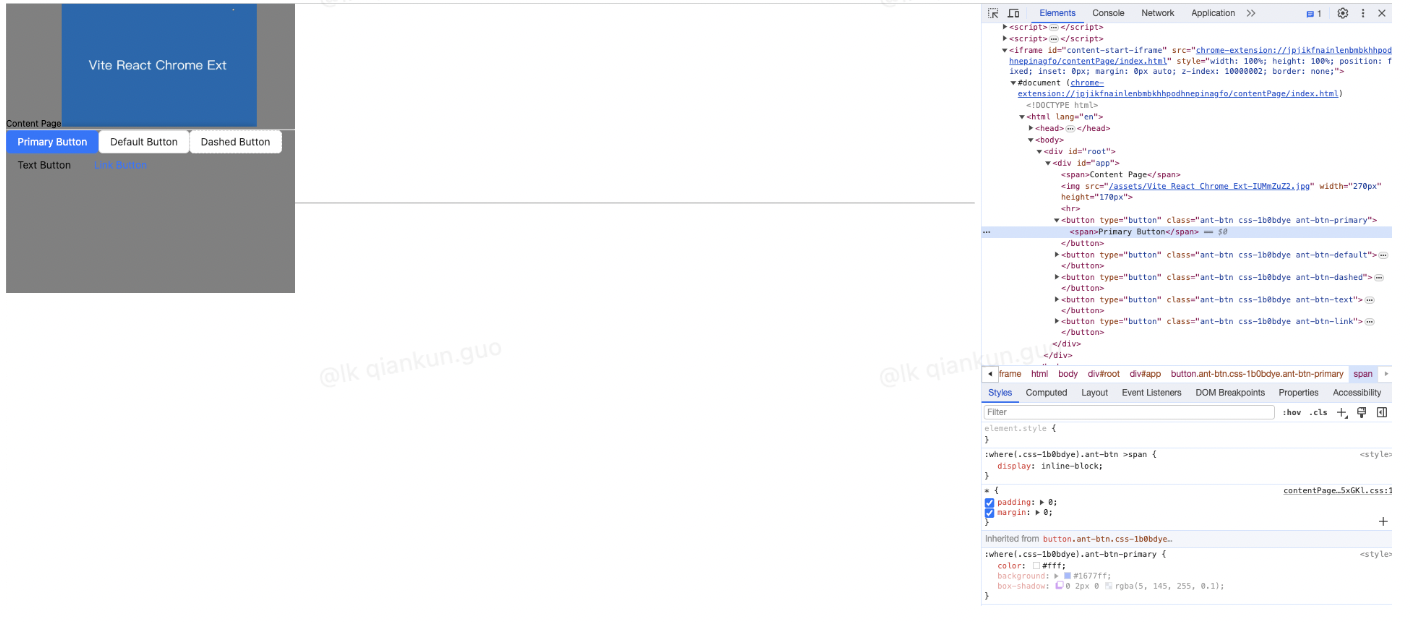 Vite React Chrome Ext
Content Page
Primary Button Default Button Dashed Button
Text Button Link Button
@lk qiankun.guo
@lk qiankun.guo
Elements Console Network Application 1
<script>…</script>
<script>…</script>
<iframe id="content-start-iframe" src="chrome-extension://jpjikfnainlenbmbkhhpod
hnepinagfo/contentPage/index.html" style="width: 100%; height: 100%; position: f
ixed; inset: 0px; margin: 0px auto; z-index: 10000002; border: none;">
#document (chrome-
extension://jpjikfnainlenbmbkhhpodhnepinagfo/contentPage/index.html)
<!DOCTYPE html>
<html lang="en">
<head>…</head>
<body>
<div id="root">
<div id="app">
<span>Content Page</span>
<img src="/assets/Vite React Chrome Ext-IUMmZuZ2.jpg" width="270px"
height="170px">
<hr>
<button type="button" class="ant-btn css-1b0bdye ant-btn-primary">
… <span>Primary Button</span> == $0
</button>
<button type="button" class="ant-btn css-1b0bdye ant-btn-default">…
</button>
<button type="button" class="ant-btn css-1b0bdye ant-btn-dashed">…
</button>
<button type="button" class="ant-btn css-1b0bdye ant-btn-text">…
</button>
<button type="button" class="ant-btn css-1b0bdye ant-btn-link">…
</button>
</div>
</div>
frame html body div#root div#app button.ant-btn.css-1b0bdye.ant-btn-primary span
Styles Computed Layout Event Listeners DOM Breakpoints Properties Accessibility
Filter :hov .cls
element.style {
}
:where(.css-1b0bdye).ant-btn >span { <style>
display: inline-block;
}
* { contentPage…5xGKl.css:1
padding: 0;
margin: 0;
}
Inherited from button.ant-btn.css-1b0bdye…
:where(.css-1b0bdye).ant-btn-primary { <style>
color: #fff;
background: #1677ff;
box-shadow: 0 2px 0 rgba(5, 145, 255, 0.1);
}